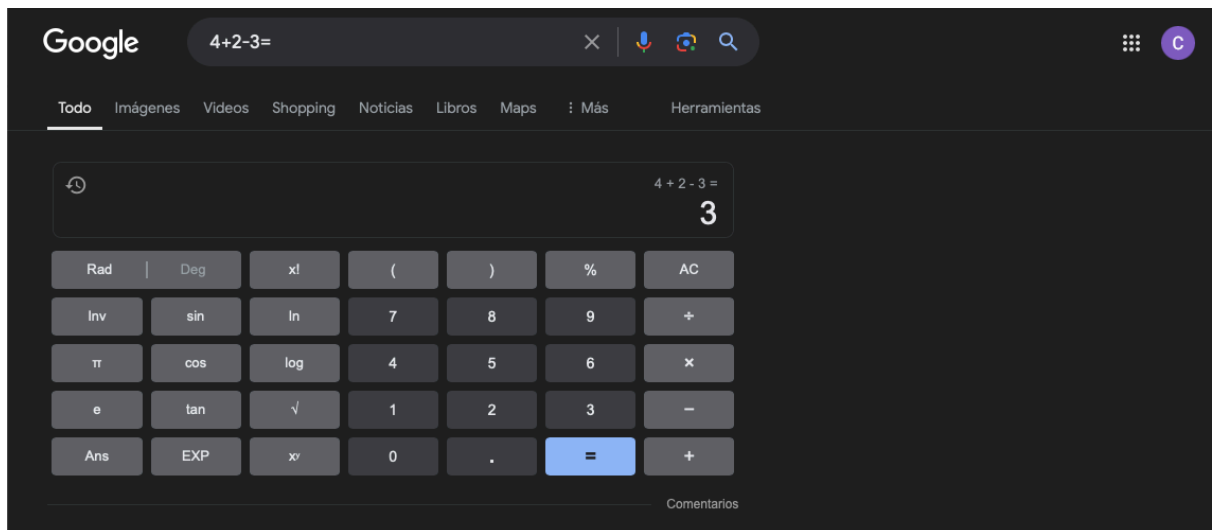 Google 4+2-3= C
Todo Imágenes Videos Shopping Noticias Libros Maps Más Herramientas
4 + 2 - 3 =
3
Rad | Deg x! ( ) % AC
Inv sin ln 7 8 9 ÷
π cos log 4 5 6 ×
e tan √ 1 2 3 −
Ans EXP xʸ 0 . = +
Comentarios